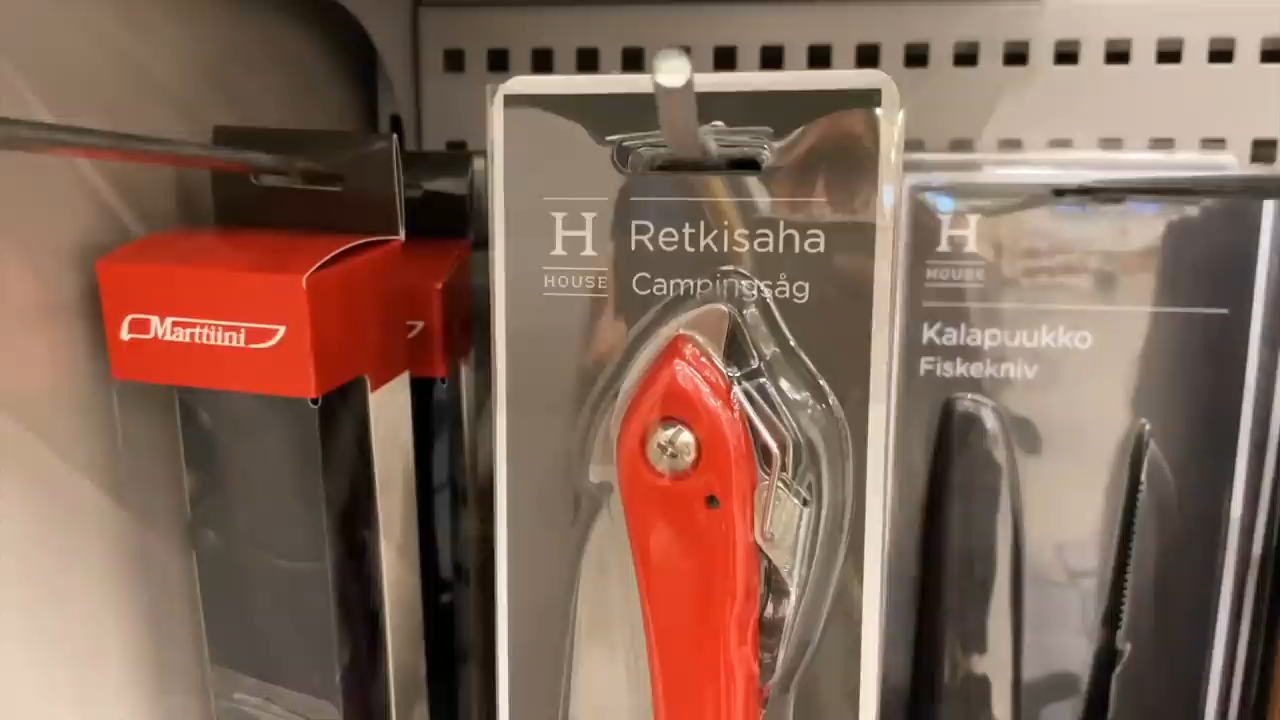 Marttiini
H
HOUSE
Retkisaha
Campingsåg
H
HOUSE
Kalapuukko
Fiskekniv